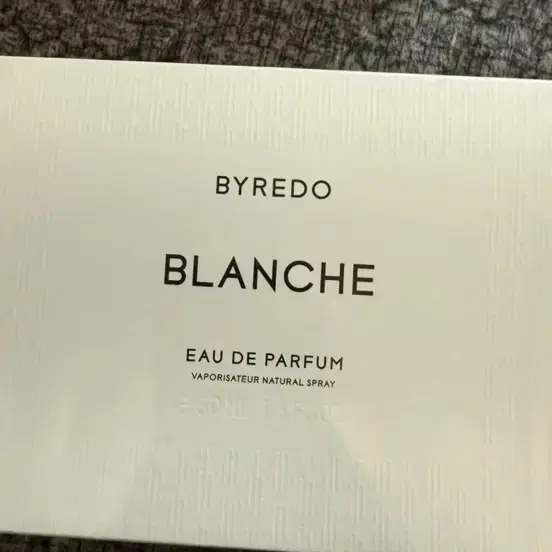 BYREDO
BLANCHE
EAU DE PARFUM
VAPORISATEUR NATURAL SPRAY